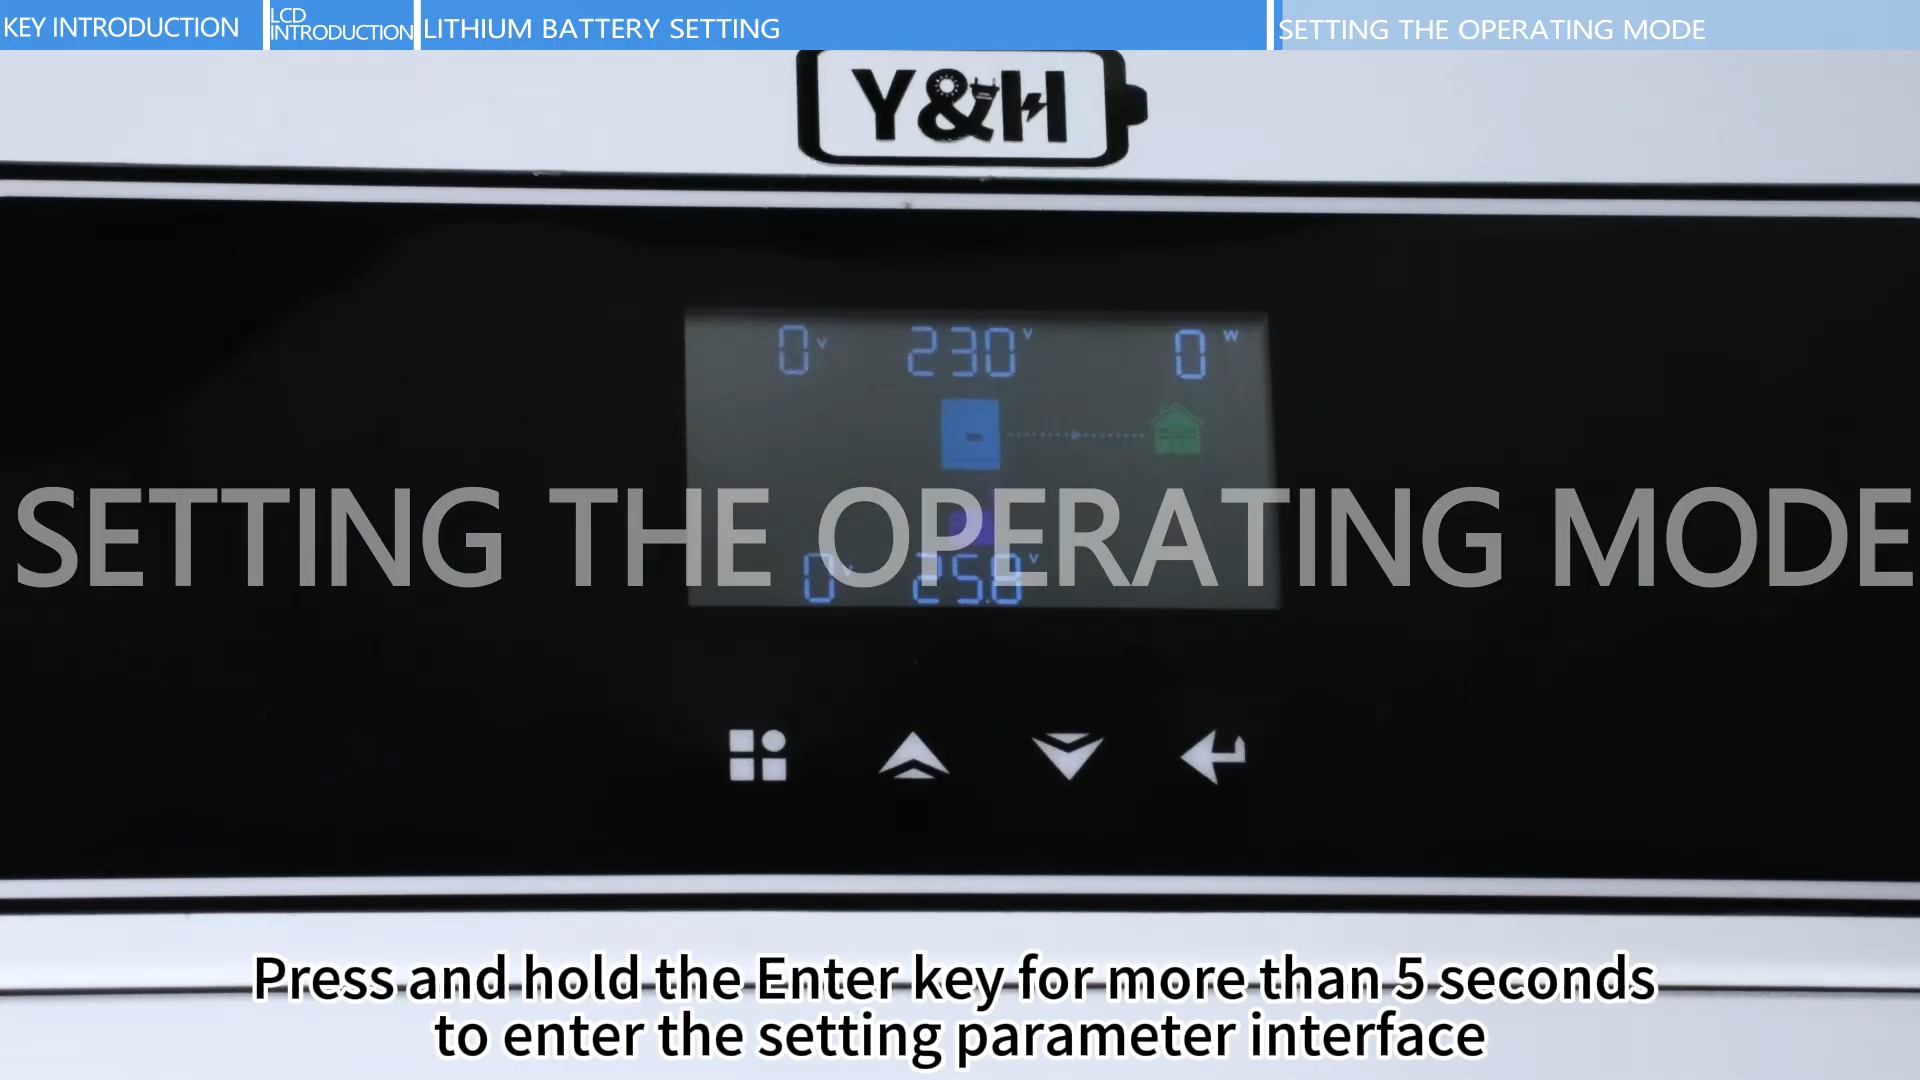 KEY INTRODUCTION
LCD
INTRODUCTION
LITHIUM BATTERY SETTING
SETTING THE OPERATING MODE
Y&H
0 V
230 V
0 W
SETTING THE OPERATING MODE
0 V
25.8 V
Press and hold the Enter key for more than 5 seconds
to enter the setting parameter interface